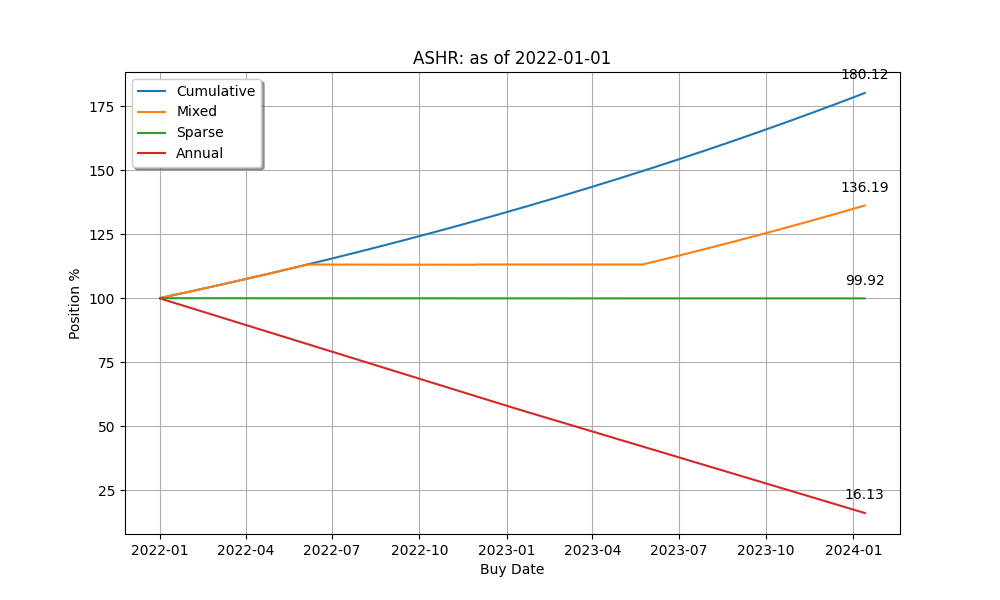 ASHR: as of 2022-01-01
180.12
Cumulative
Mixed
Sparse
Annual
136.19
99.92
16.13
Position %
175
150
125
100
75
50
25
2022-01 2022-04 2022-07 2022-10 2023-01 2023-04 2023-07 2023-10 2024-01
Buy Date